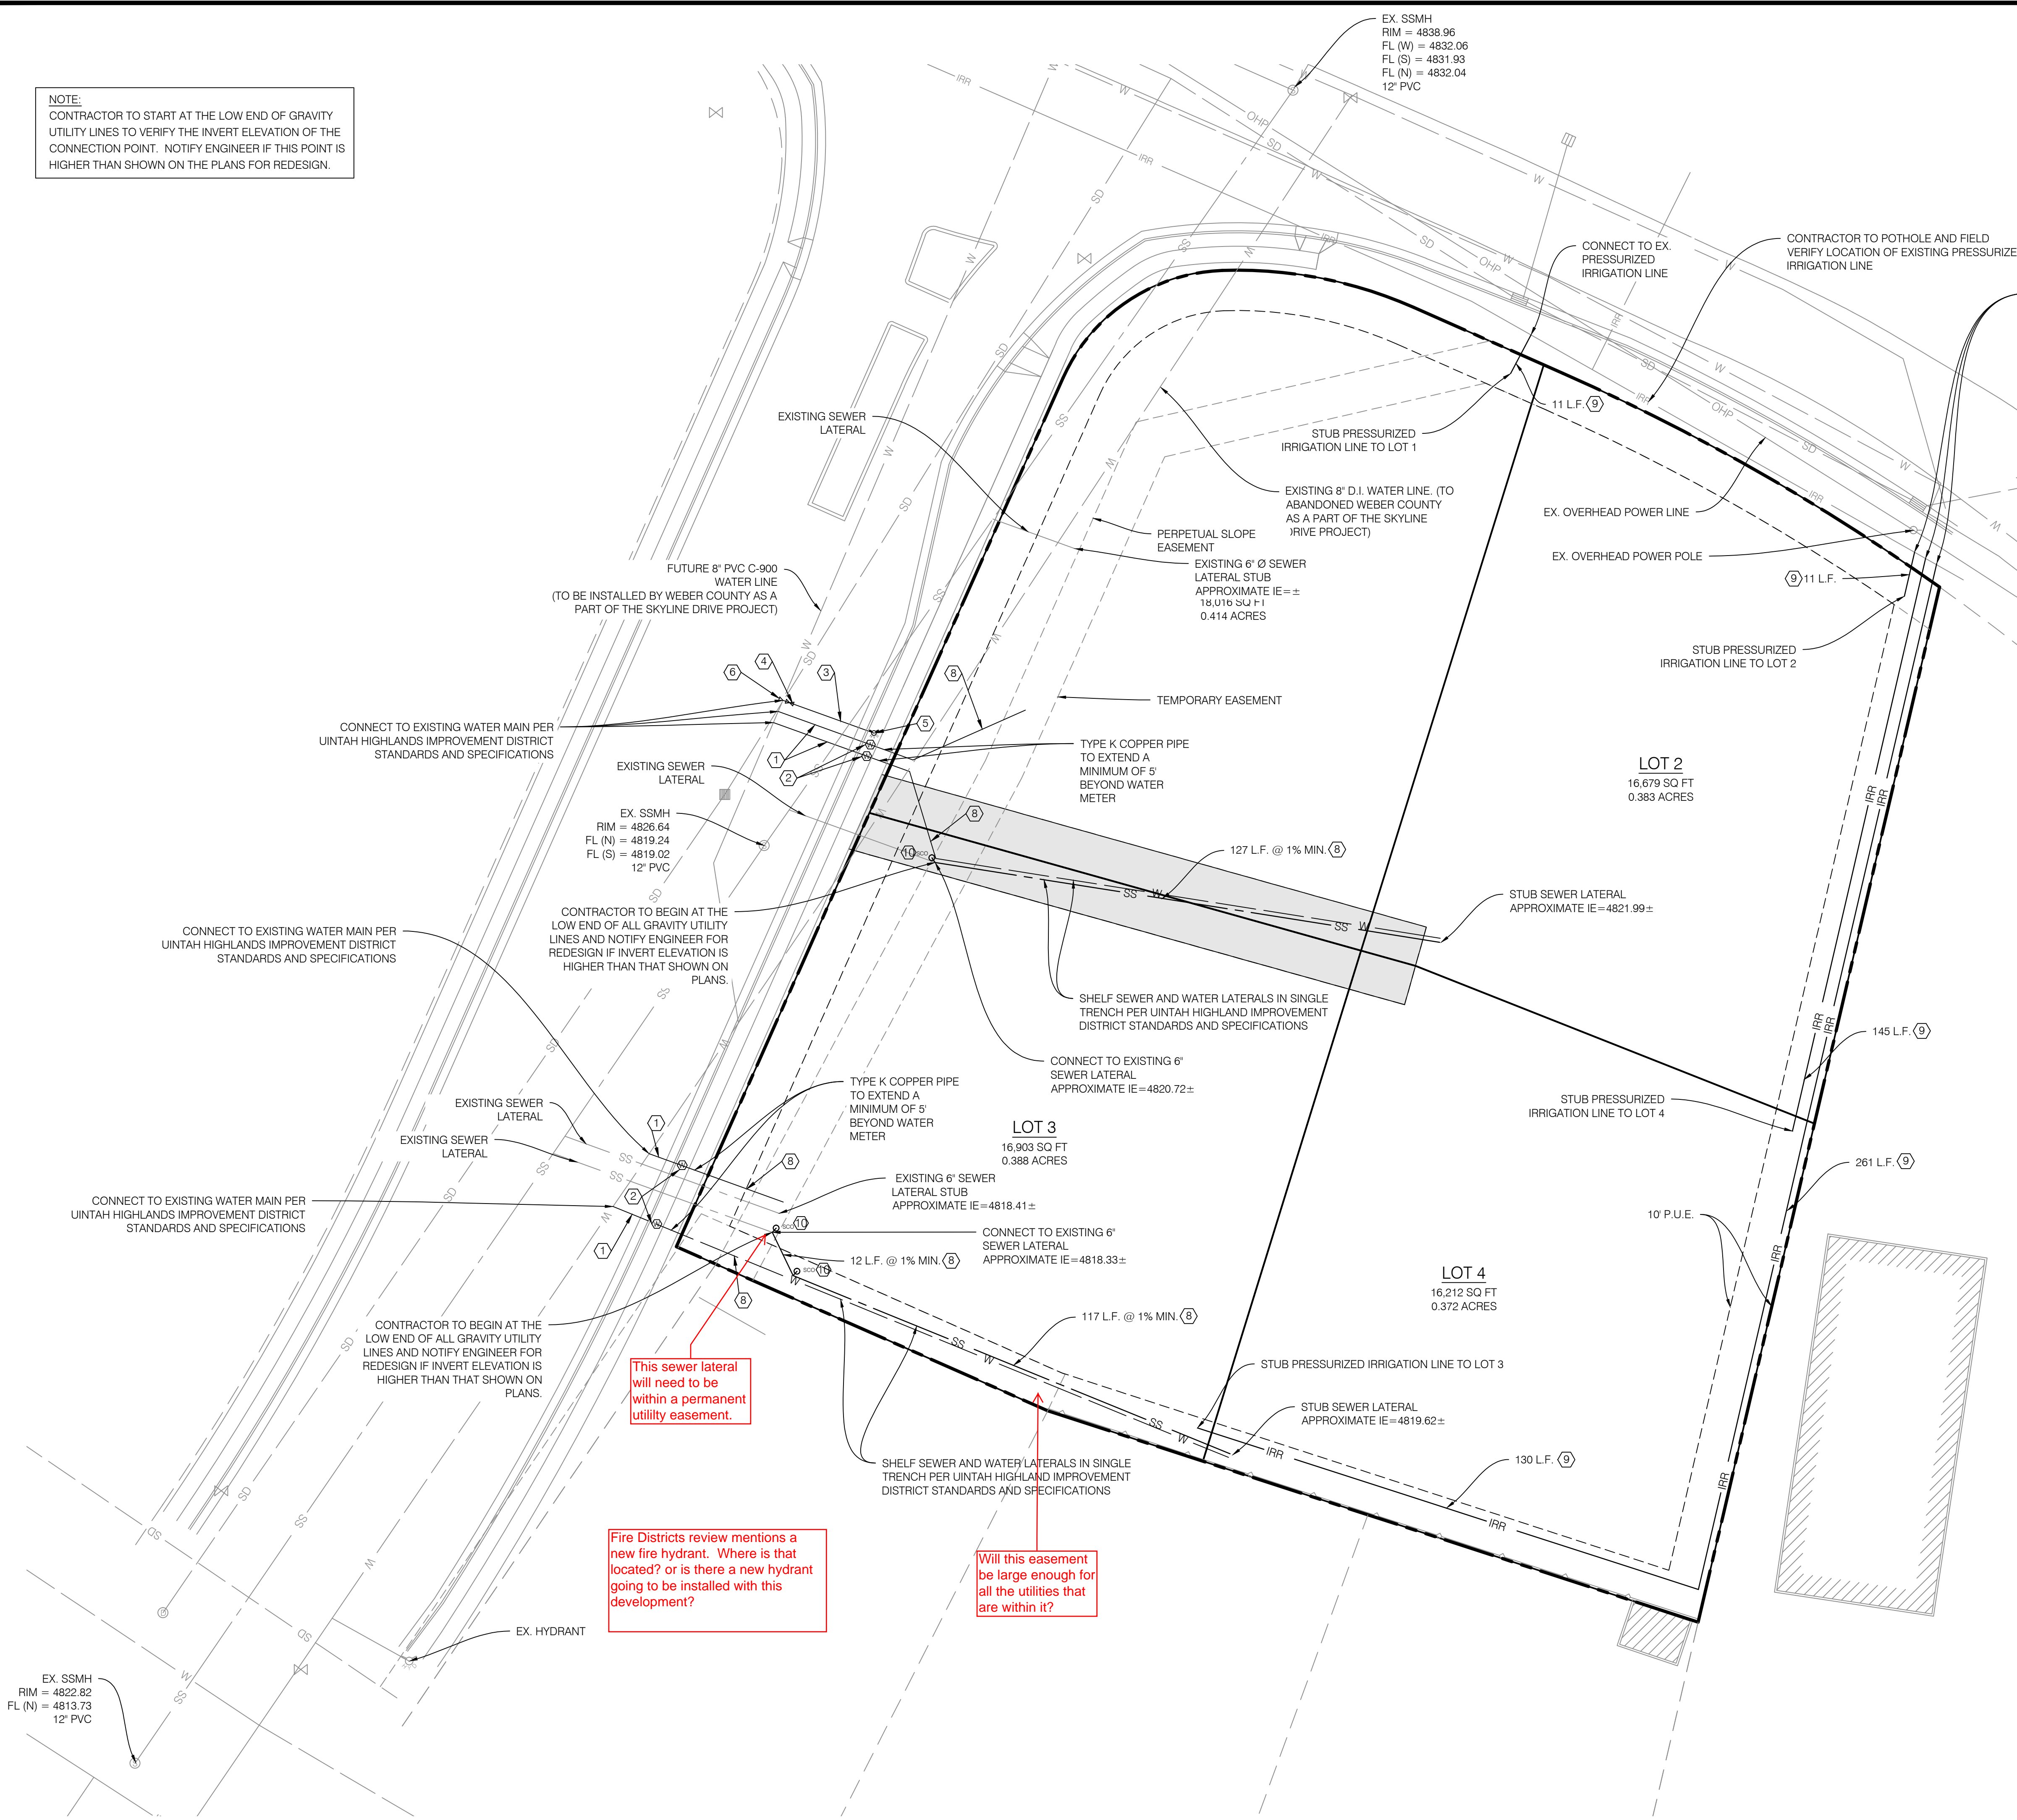 EX. SSMH
RIM = 4838.96
FL (W) = 4832.06
FL (S) = 4831.93
FL (N) = 4832.04
12" PVC
NOTE:
CONTRACTOR TO START AT THE LOW END OF GRAVITY
UTILITY LINES TO VERIFY THE INVERT ELEVATION OF THE
CONNECTION POINT. NOTIFY ENGINEER IF THIS POINT IS
HIGHER THAN SHOWN ON THE PLANS FOR REDESIGN.
CONNECT TO EX.
PRESSURIZED
IRRIGATION LINE
CONTRACTOR TO POTHOLE AND FIELD
VERIFY LOCATION OF EXISTING PRESSURIZE
IRRIGATION LINE
EXISTING SEWER
LATERAL
11 L.F. 9
STUB PRESSURIZED
IRRIGATION LINE TO LOT 1
EXISTING 8" D.I. WATER LINE. (TO
ABANDONED WEBER COUNTY
AS A PART OF THE SKYLINE
DRIVE PROJECT)
EX. OVERHEAD POWER LINE
PERPETUAL SLOPE
EASEMENT
EX. OVERHEAD POWER POLE
EXISTING 6" Ø SEWER
LATERAL STUB
APPROXIMATE IE=±
18,016 SQ FT
0.414 ACRES
9 11 L.F.
FUTURE 8" PVC C-900
WATER LINE
(TO BE INSTALLED BY WEBER COUNTY AS A
PART OF THE SKYLINE DRIVE PROJECT)
STUB PRESSURIZED
IRRIGATION LINE TO LOT 2
6
4
3
8
TEMPORARY EASEMENT
CONNECT TO EXISTING WATER MAIN PER
UINTAH HIGHLANDS IMPROVEMENT DISTRICT
STANDARDS AND SPECIFICATIONS
5
1
2
TYPE K COPPER PIPE
TO EXTEND A
MINIMUM OF 5'
BEYOND WATER
METER
EXISTING SEWER
LATERAL
LOT 2
16,679 SQ FT
0.383 ACRES
EX. SSMH
RIM = 4826.64
FL (N) = 4819.24
FL (S) = 4819.02
12" PVC
8
10 SCO
127 L.F. @ 1% MIN. 8
STUB SEWER LATERAL
APPROXIMATE IE=4821.99±
CONTRACTOR TO BEGIN AT THE
LOW END OF ALL GRAVITY UTILITY
LINES AND NOTIFY ENGINEER FOR
REDESIGN IF INVERT ELEVATION IS
HIGHER THAN THAT SHOWN ON
PLANS.
CONNECT TO EXISTING WATER MAIN PER
UINTAH HIGHLANDS IMPROVEMENT DISTRICT
STANDARDS AND SPECIFICATIONS
SHELF SEWER AND WATER LATERALS IN SINGLE
TRENCH PER UINTAH HIGHLAND IMPROVEMENT
DISTRICT STANDARDS AND SPECIFICATIONS
145 L.F. 9
CONNECT TO EXISTING 6"
SEWER LATERAL
APPROXIMATE IE=4820.72±
TYPE K COPPER PIPE
TO EXTEND A
MINIMUM OF 5'
BEYOND WATER
METER
EXISTING SEWER
LATERAL
EXISTING SEWER
LATERAL
1
STUB PRESSURIZED
IRRIGATION LINE TO LOT 4
LOT 3
16,903 SQ FT
0.388 ACRES
8
261 L.F. 9
EXISTING 6" SEWER
LATERAL STUB
APPROXIMATE IE=4818.41±
CONNECT TO EXISTING WATER MAIN PER
UINTAH HIGHLANDS IMPROVEMENT DISTRICT
STANDARDS AND SPECIFICATIONS
2
1
SCO 10
CONNECT TO EXISTING 6"
SEWER LATERAL
APPROXIMATE IE=4818.33±
10' P.U.E.
12 L.F. @ 1% MIN. 8
SCO 10
8
LOT 4
16,212 SQ FT
0.372 ACRES
117 L.F. @ 1% MIN. 8
CONTRACTOR TO BEGIN AT THE
LOW END OF ALL GRAVITY UTILITY
LINES AND NOTIFY ENGINEER FOR
REDESIGN IF INVERT ELEVATION IS
HIGHER THAN THAT SHOWN ON
PLANS.
This sewer lateral
will need to be
within a permanent
utililty easement.
STUB PRESSURIZED IRRIGATION LINE TO LOT 3
STUB SEWER LATERAL
APPROXIMATE IE=4819.62±
SHELF SEWER AND WATER LATERALS IN SINGLE
TRENCH PER UINTAH HIGHLAND IMPROVEMENT
DISTRICT STANDARDS AND SPECIFICATIONS
130 L.F. 9
Fire Districts review mentions a
new fire hydrant. Where is that
located? or is there a new hydrant
going to be installed with this
development?
Will this easement
be large enough for
all the utilities that
are within it?
EX. HYDRANT
EX. SSMH
RIM = 4822.82
FL (N) = 4813.73
12" PVC